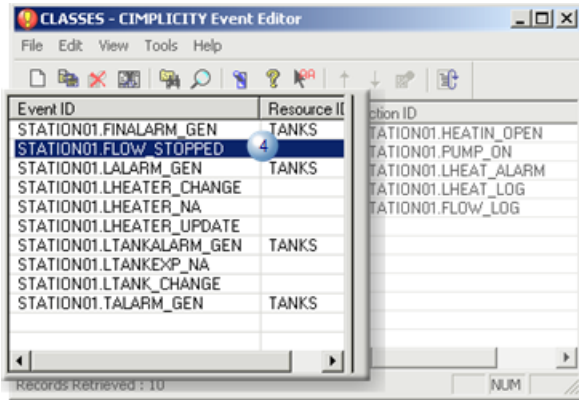 CLASSES - CIMPLICITY Event Editor
File Edit View Tools Help
Event ID Resource I
STATION01.FINALARM_GEN TANKS
STATION01.FLOW_STOPPED 4
STATION01.LALARM_GEN TANKS
STATION01.LHEATER_CHANGE
STATION01.LHEATER_NA
STATION01.LHEATER_UPDATE
STATION01.LTANKALARM_GEN TANKS
STATION01.LTANKEXP_NA
STATION01.LTANK_CHANGE
STATION01.TALARM_GEN TANKS
ction ID
TATION01.HEATIN_OPEN
TATION01.PUMP_ON
TATION01.LHEAT_ALARM
TATION01.LHEAT_LOG
TATION01.FLOW_LOG
Records Retrieved : 10 NUM